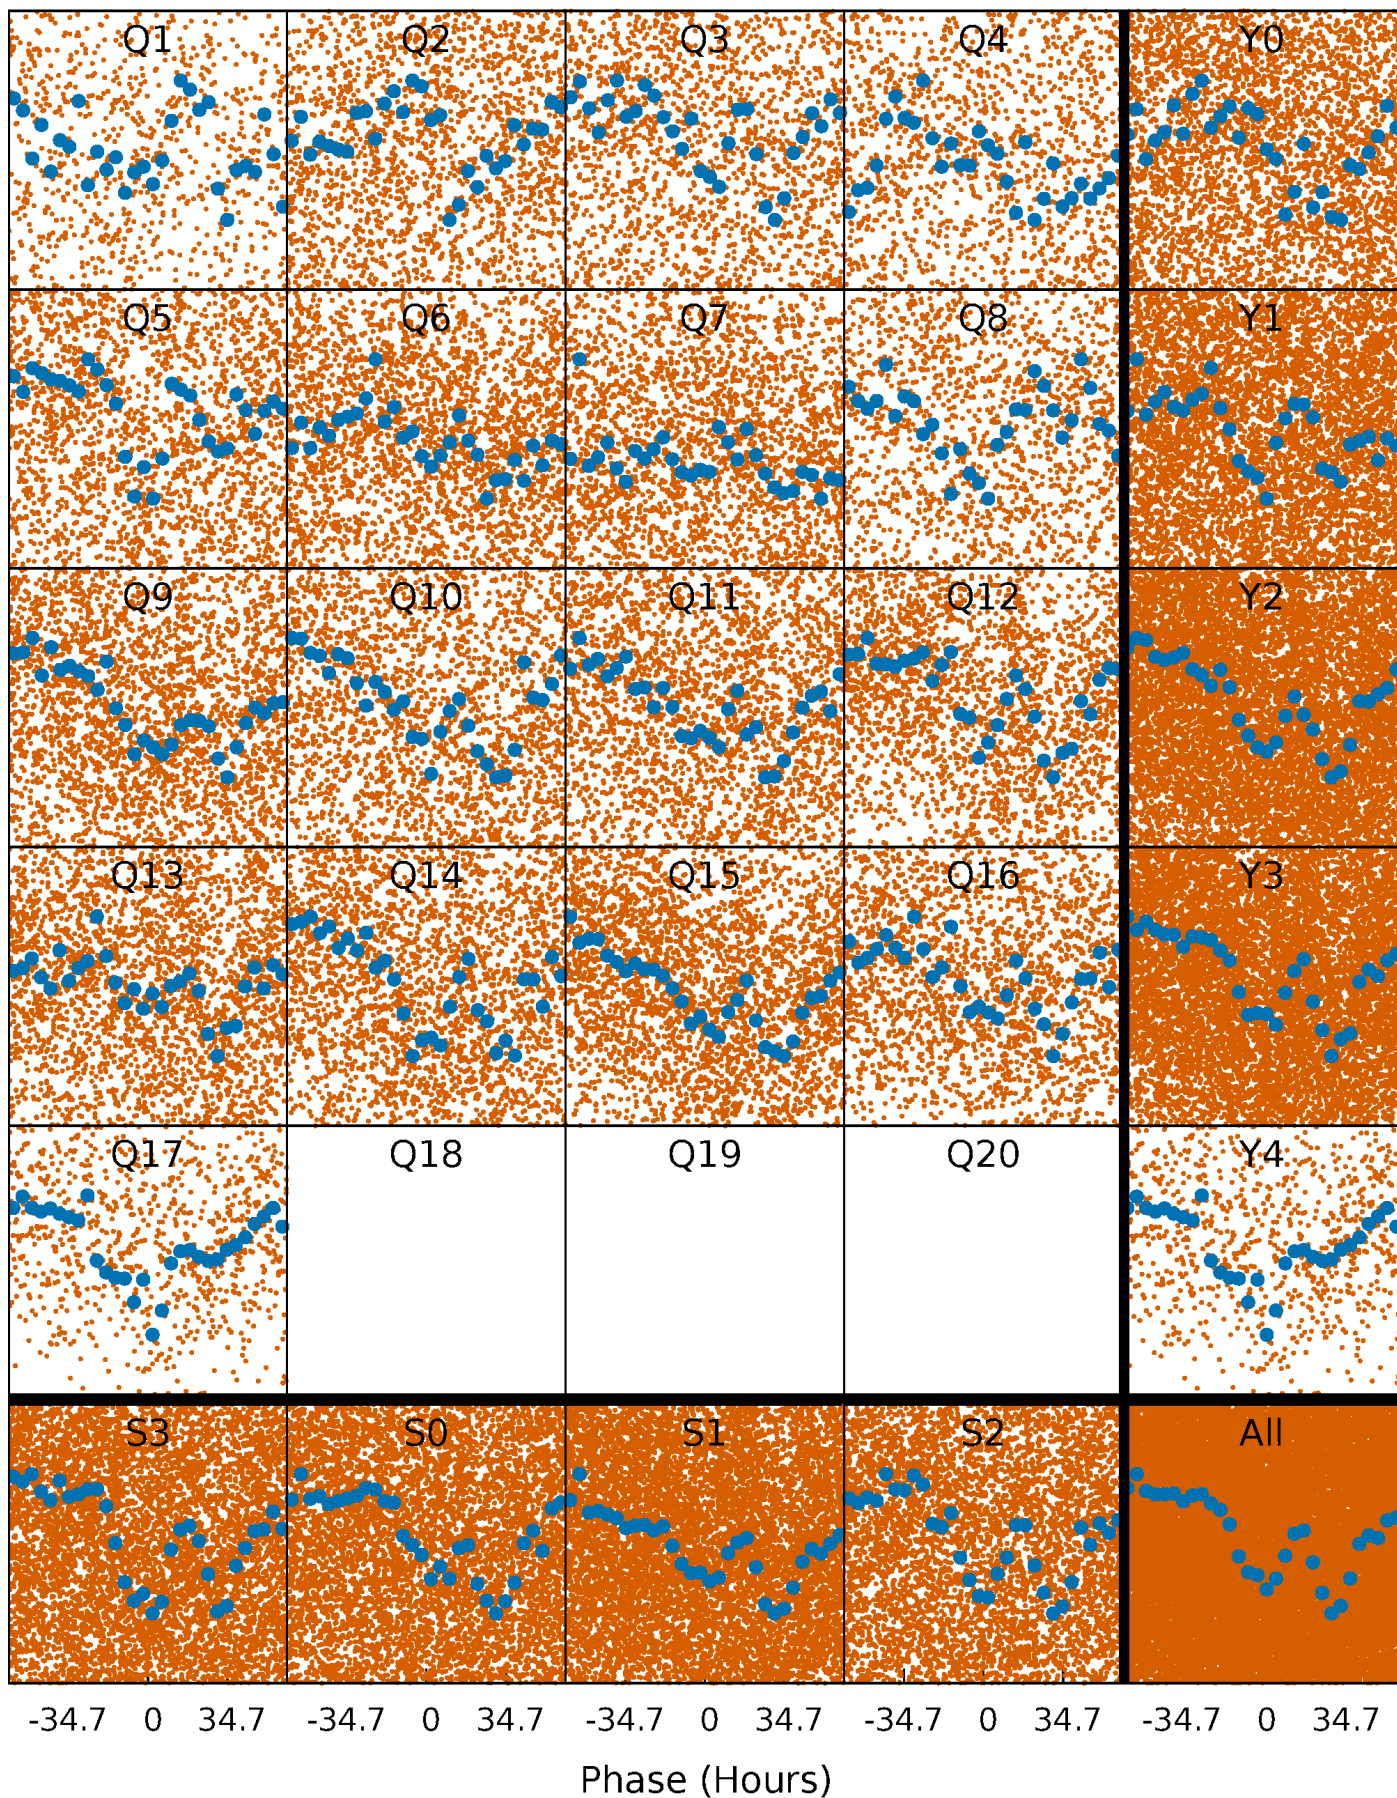 Q1 Q2 Q3 Q4 Y0
Q5 Q6 Q7 Q8 Y1
Q9 Q10 Q11 Q12 Y2
Q13 Q14 Q15 Q16 Y3
Q17 Q18 Q19 Q20 Y4
S3 S0 S1 S2 All
-34.7 0 34.7 -34.7 0 34.7 -34.7 0 34.7 -34.7 0 34.7 -34.7 0 34.7
Phase (Hours)